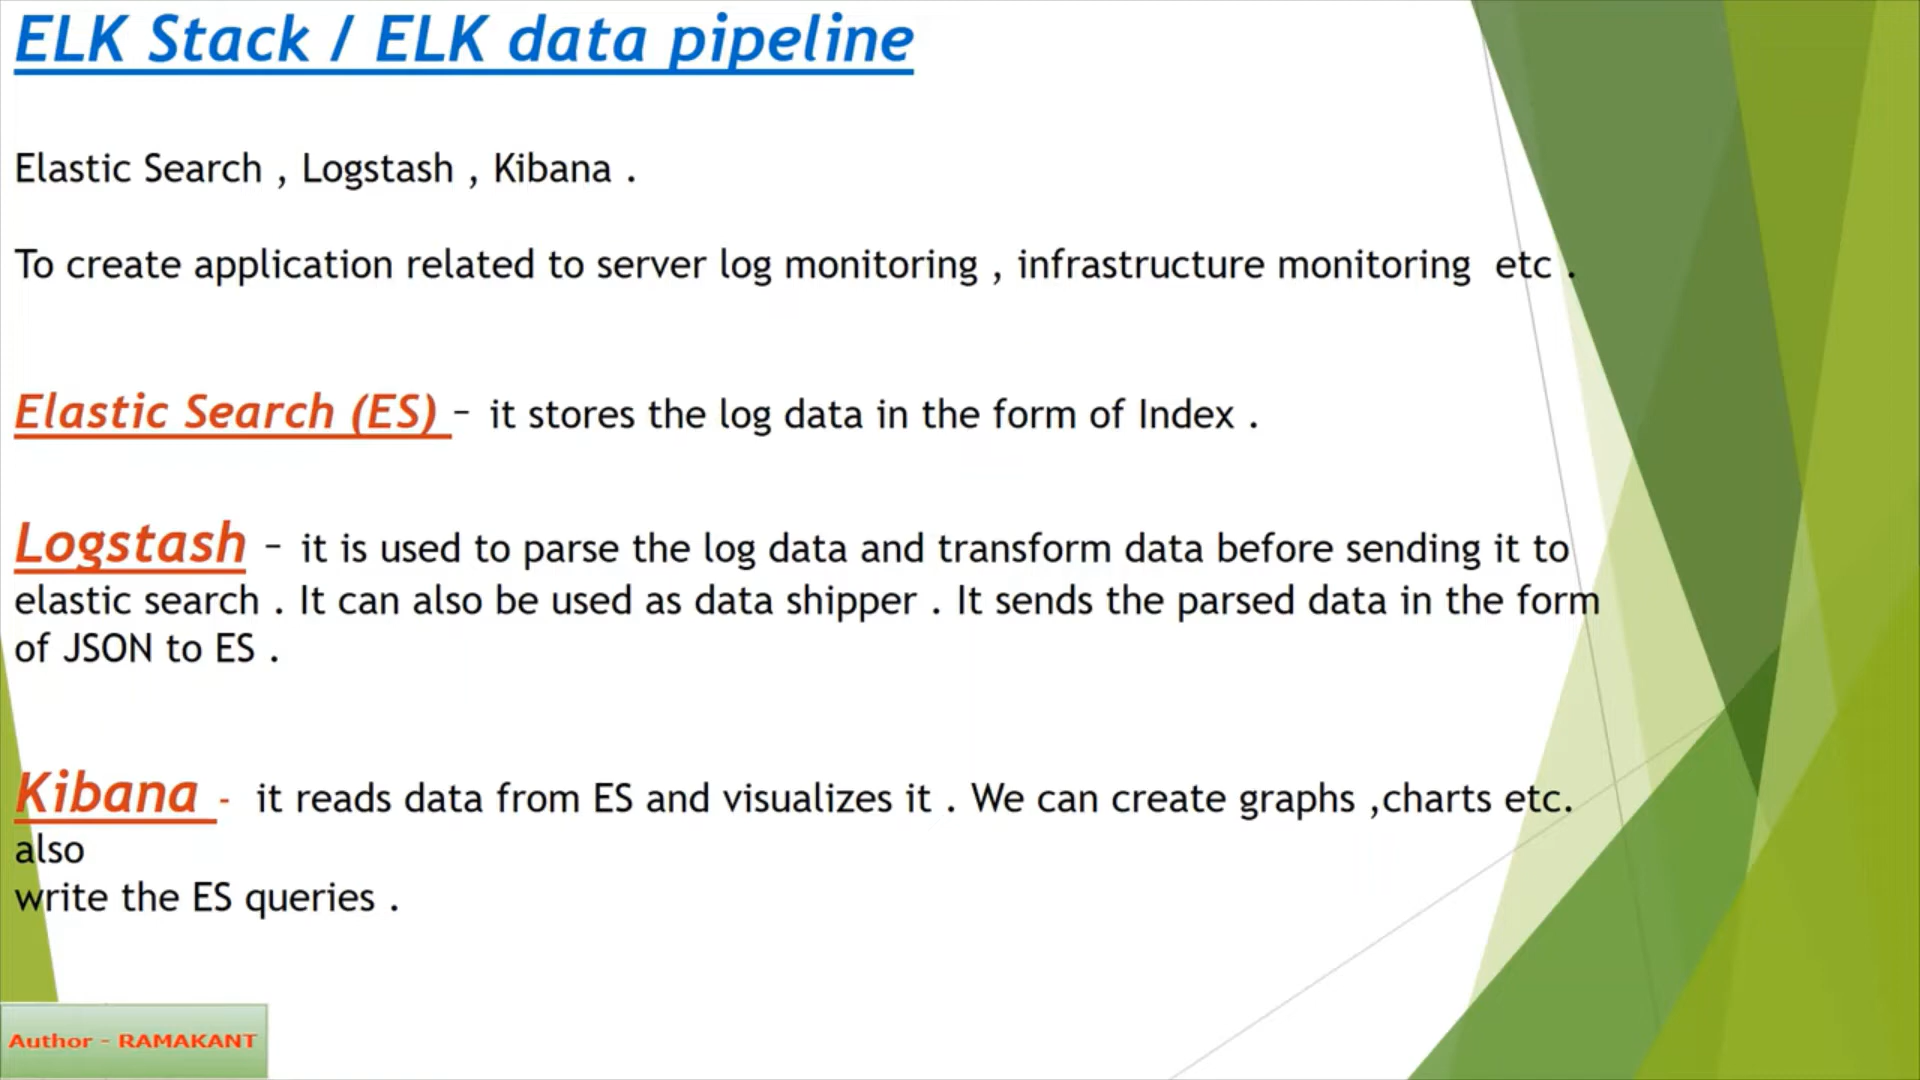 ELK Stack / ELK data pipeline
Elastic Search , Logstash , Kibana .
To create application related to server log monitoring , infrastructure monitoring etc .
Elastic Search (ES) – it stores the log data in the form of Index .
Logstash – it is used to parse the log data and transform data before sending it to
elastic search . It can also be used as data shipper . It sends the parsed data in the form
of JSON to ES .
Kibana - it reads data from ES and visualizes it . We can create graphs ,charts etc.
also
write the ES queries .
Author - RAMAKANT